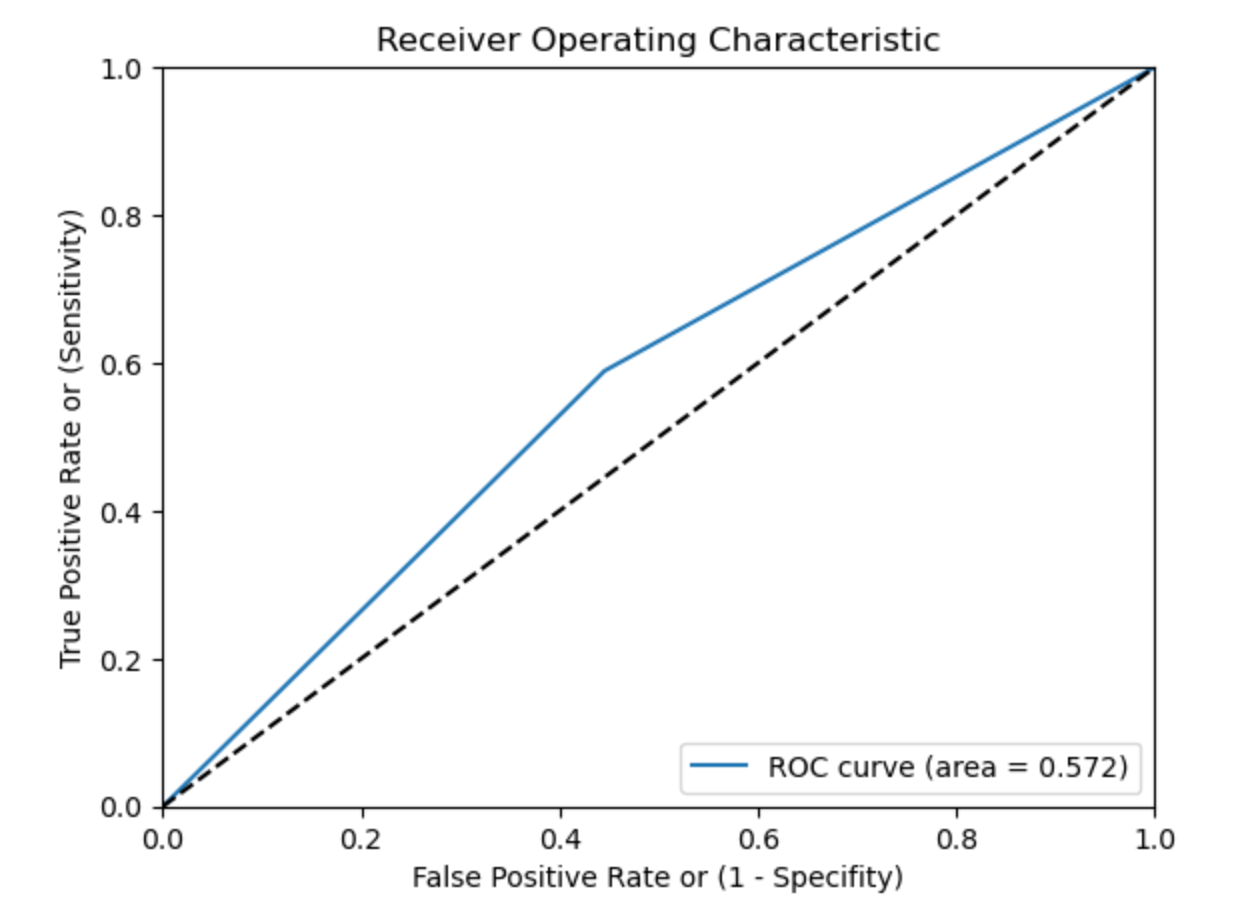 Receiver Operating Characteristic
1.0
0.8
0.6
0.4
0.2
0.0
True Positive Rate or (Sensitivity)
ROC curve (area = 0.572)
0.0 0.2 0.4 0.6 0.8 1.0
False Positive Rate or (1 - Specifity)